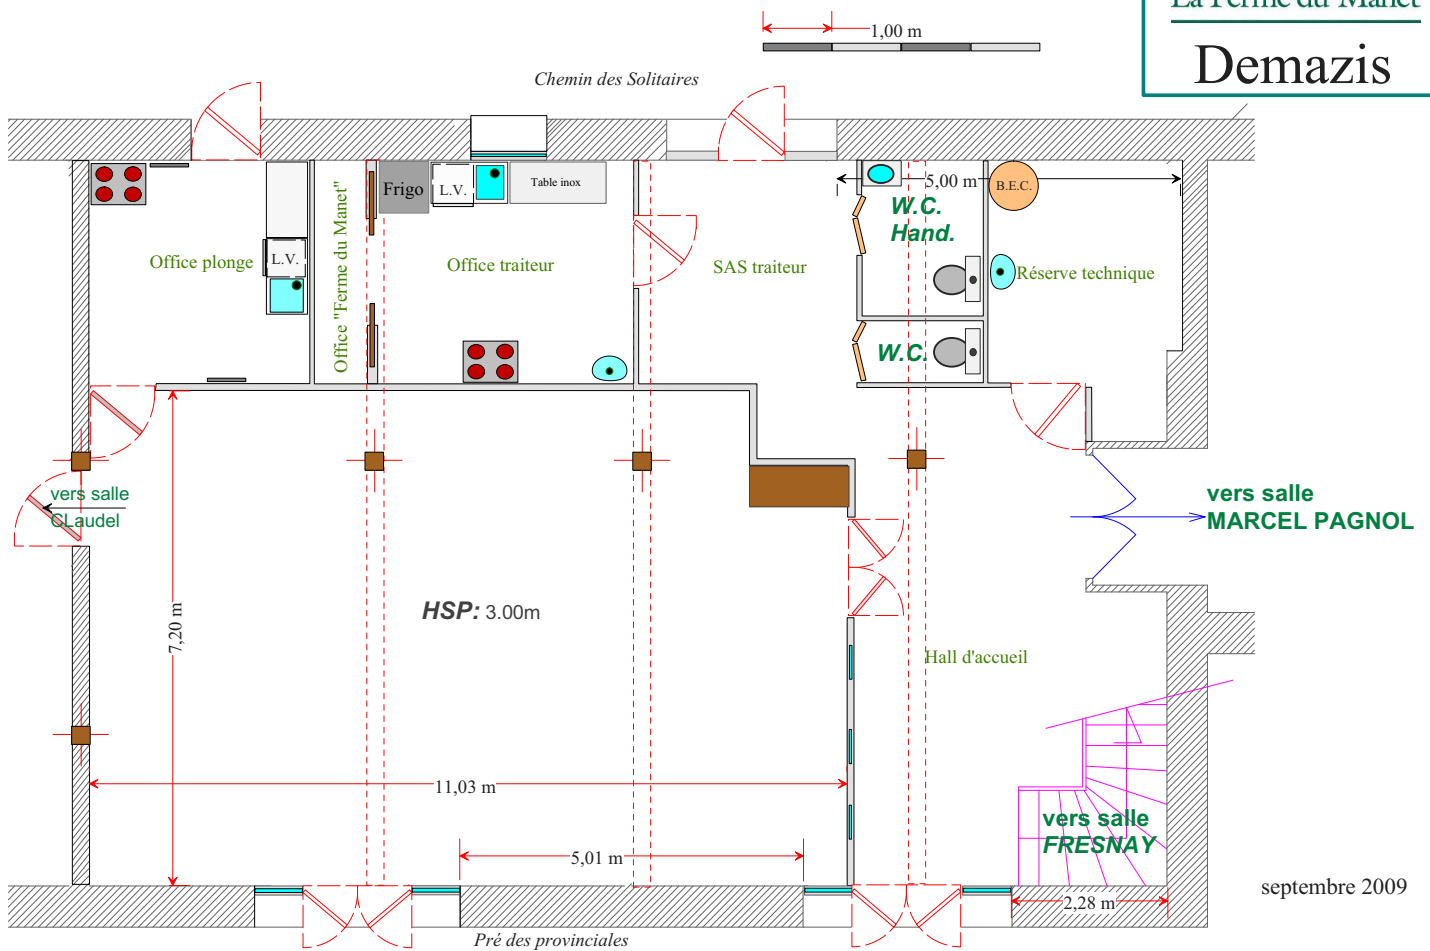 La Ferme du Manet
Demazis
1,00 m
Chemin des Solitaires
Frigo
L.V.
Table inox
5,00 m
B.E.C.
W.C.
Hand.
Office plonge
L.V.
Office "Ferme du Manet"
Office traiteur
SAS traiteur
Réserve technique
W.C.
vers salle
CLaudel
vers salle
MARCEL PAGNOL
HSP: 3.00m
7,20 m
Hall d'accueil
11,03 m
vers salle
FRESNAY
5,01 m
2,28 m
septembre 2009
Pré des provinciales